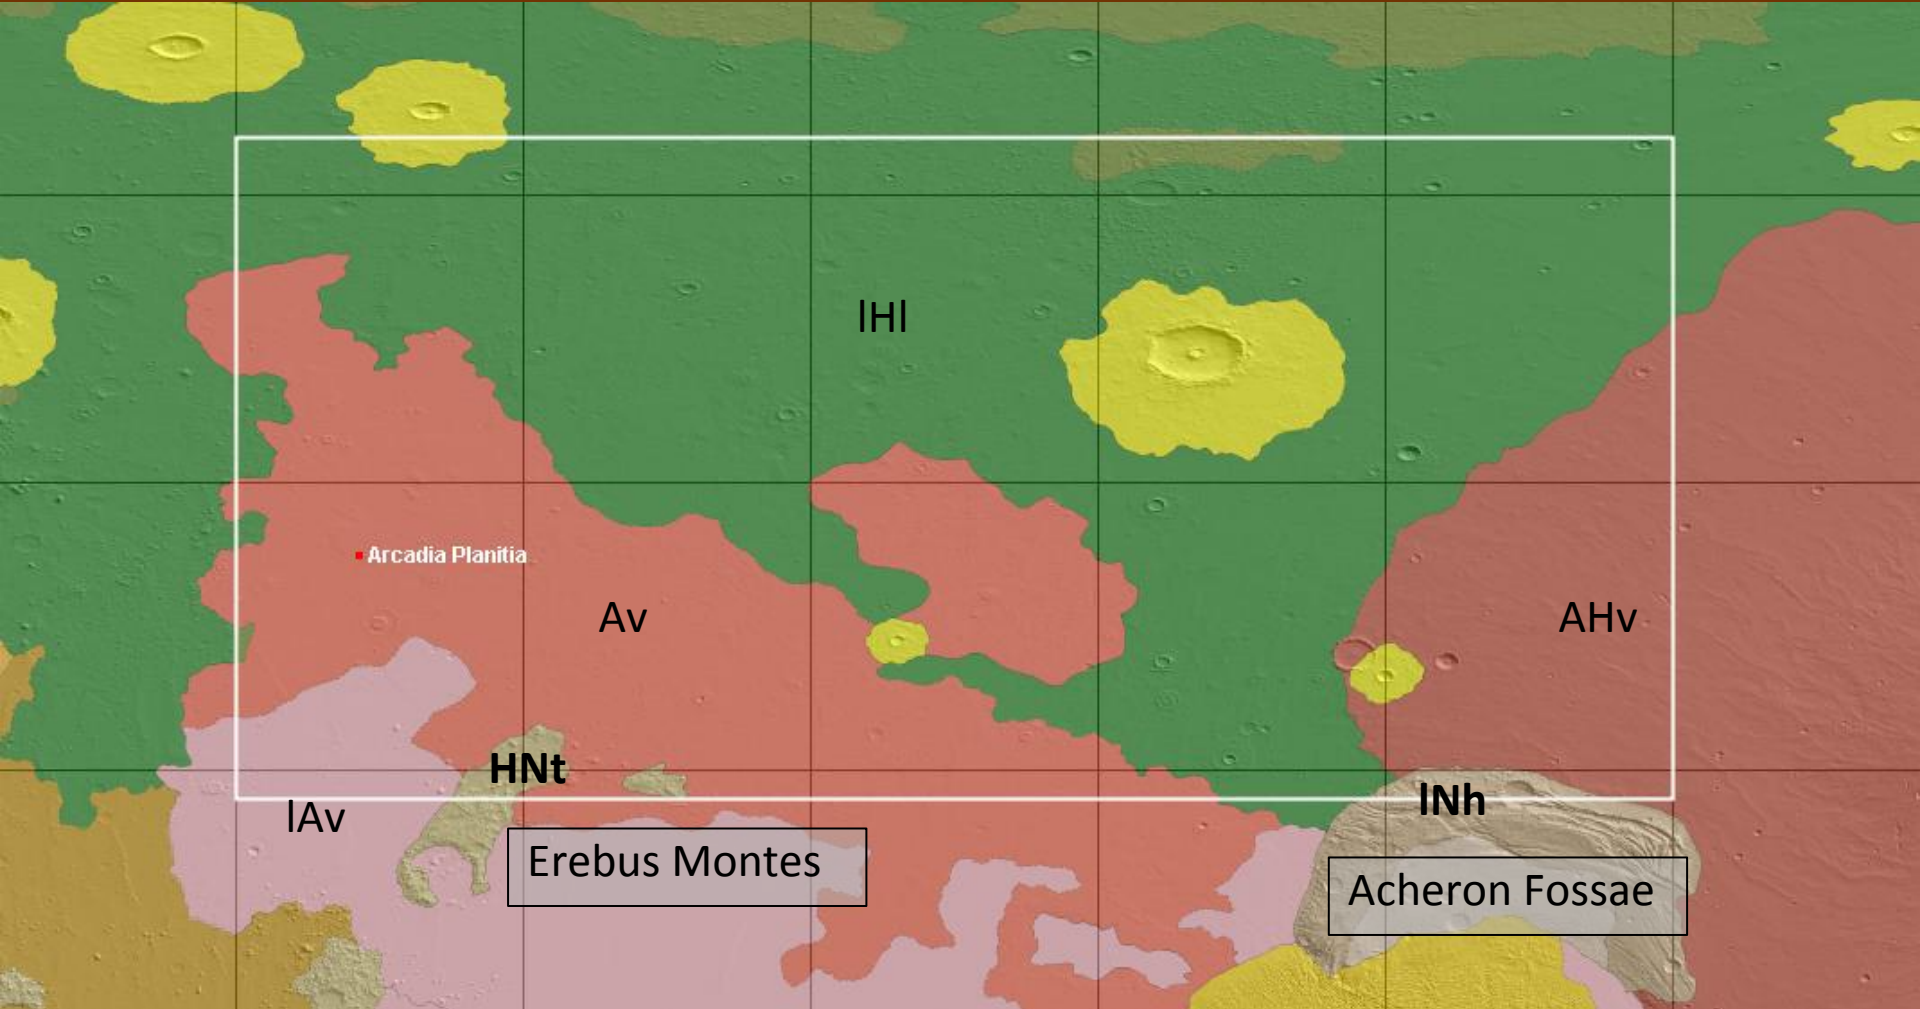 lHl
Arcadia Planitia
Av
AHv
HNt
lNh
lAv
Erebus Montes
Acheron Fossae